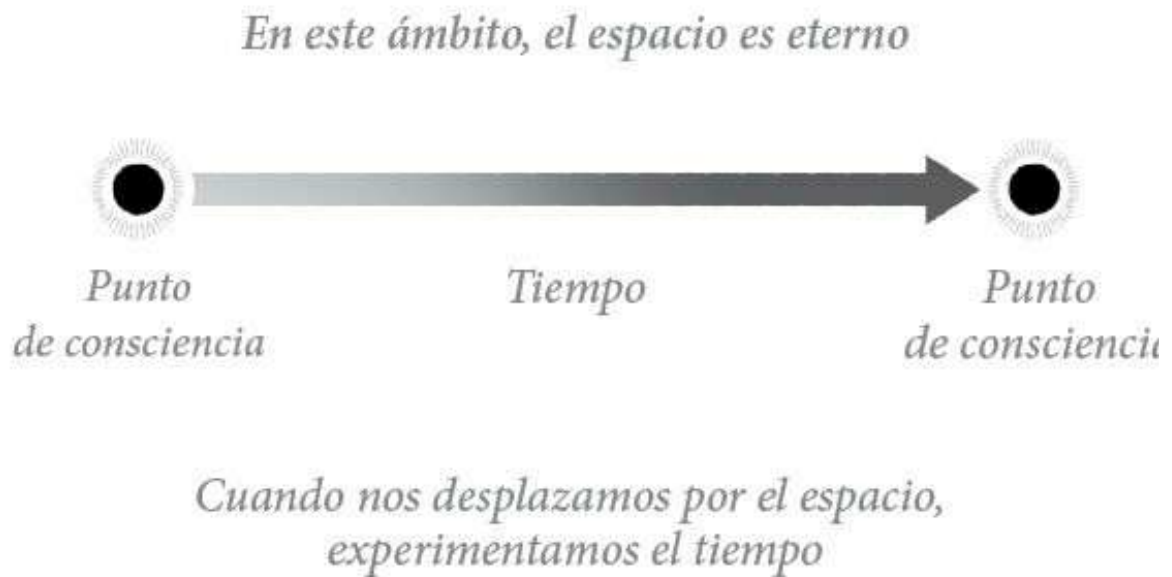 En este ámbito, el espacio es eterno
Punto
de consciencia
Tiempo
Punto
de consciencia
Cuando nos desplazamos por el espacio,
experimentamos el tiempo